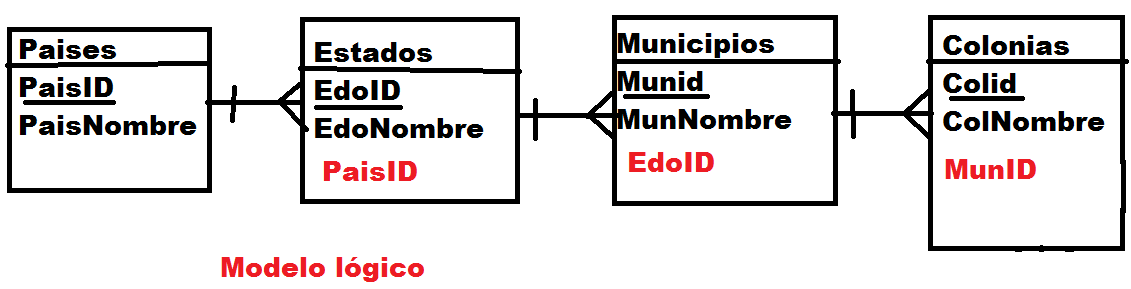 Paises
PaisID
PaisNombre
Estados
EdoID
EdoNombre
PaisID
Municipios
Munid
MunNombre
EdoID
Colonias
Colid
ColNombre
MunID
Modelo lógico